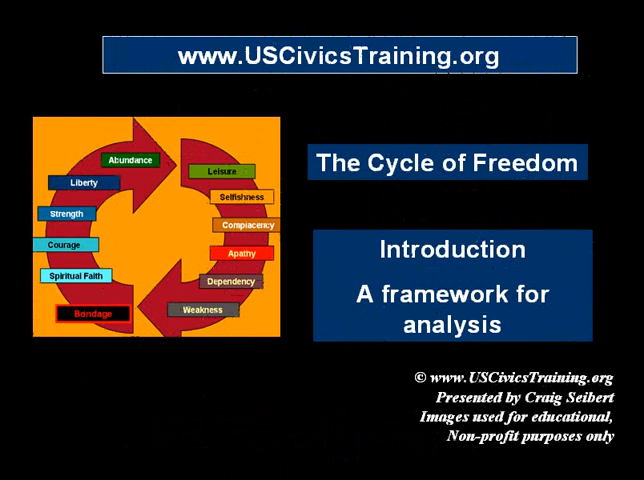 www.USCivicsTraining.org
Abundance
Liberty
Strength
Courage
Spiritual Faith
Bondage
Leisure
Selfishness
Complacency
Apathy
Dependency
Weakness
The Cycle of Freedom
Introduction
A framework for
analysis
© www.USCivicsTraining.org
Presented by Craig Seibert
Images used for educational,
Non-profit purposes only